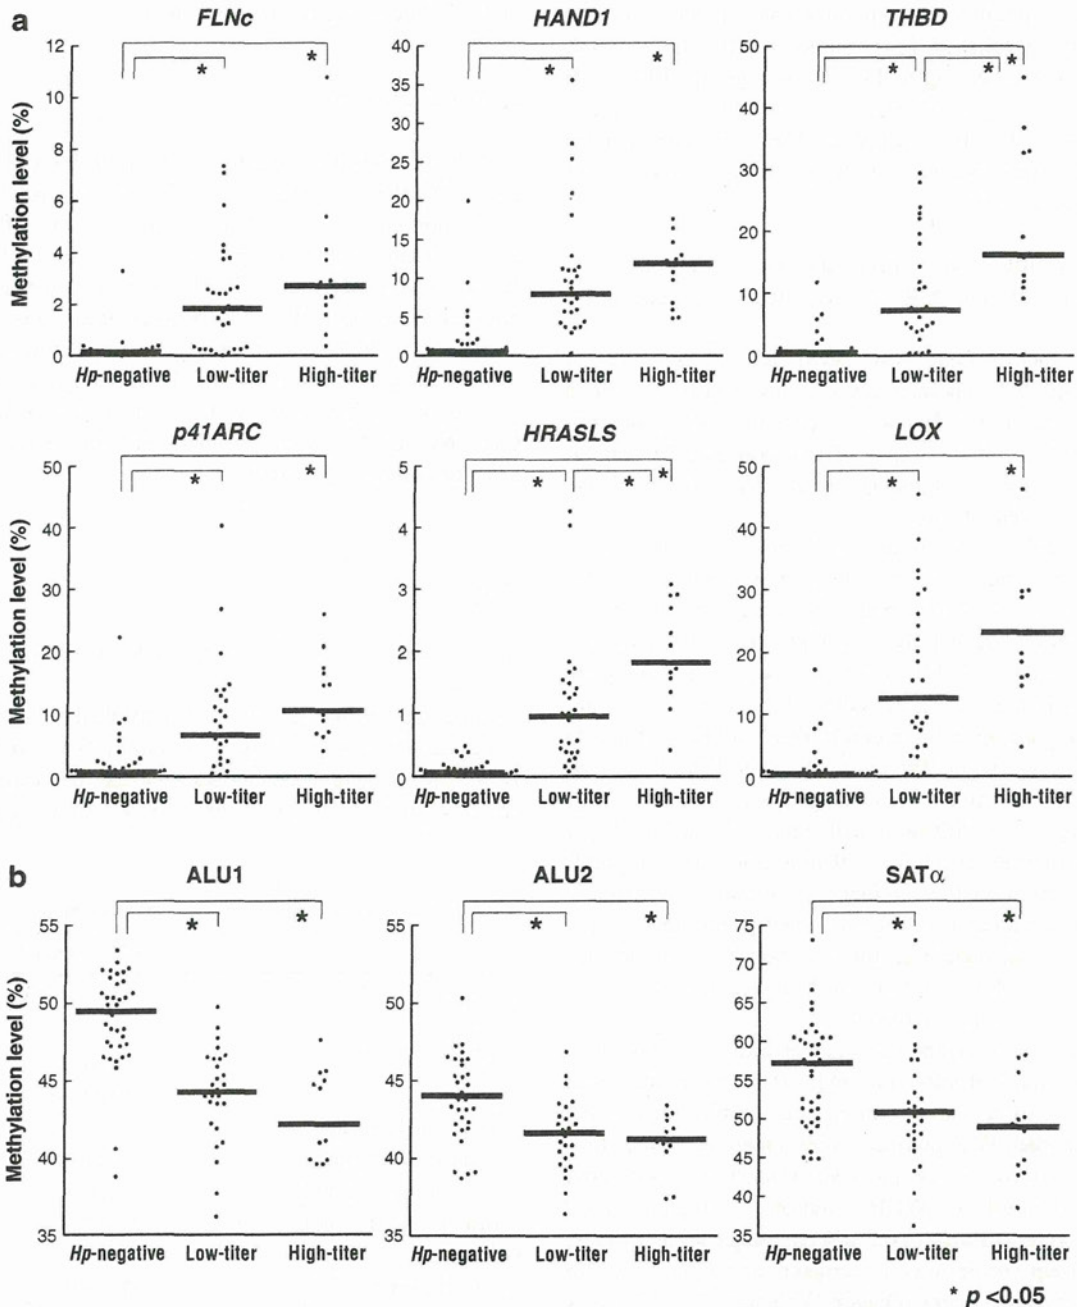 a
FLNc HAND1 THBD
Methylation level (%)
12 10 8 6 4 2 0
40 35 30 25 20 15 10 5 0
50 40 30 20 10 0
* * * * * * *
Hp-negative Low-titer High-titer Hp-negative Low-titer High-titer Hp-negative Low-titer High-titer
p41ARC HRASLS LOX
Methylation level (%)
50 40 30 20 10 0
5 4 3 2 1 0
50 40 30 20 10 0
* * * * * * *
Hp-negative Low-titer High-titer Hp-negative Low-titer High-titer Hp-negative Low-titer High-titer
b
ALU1 ALU2 SATα
Methylation level (%)
55 50 45 40 35
55 50 45 40 35
75 70 65 60 55 50 45 40 35
* * * * * *
Hp-negative Low-titer High-titer Hp-negative Low-titer High-titer Hp-negative Low-titer High-titer
* p <0.05